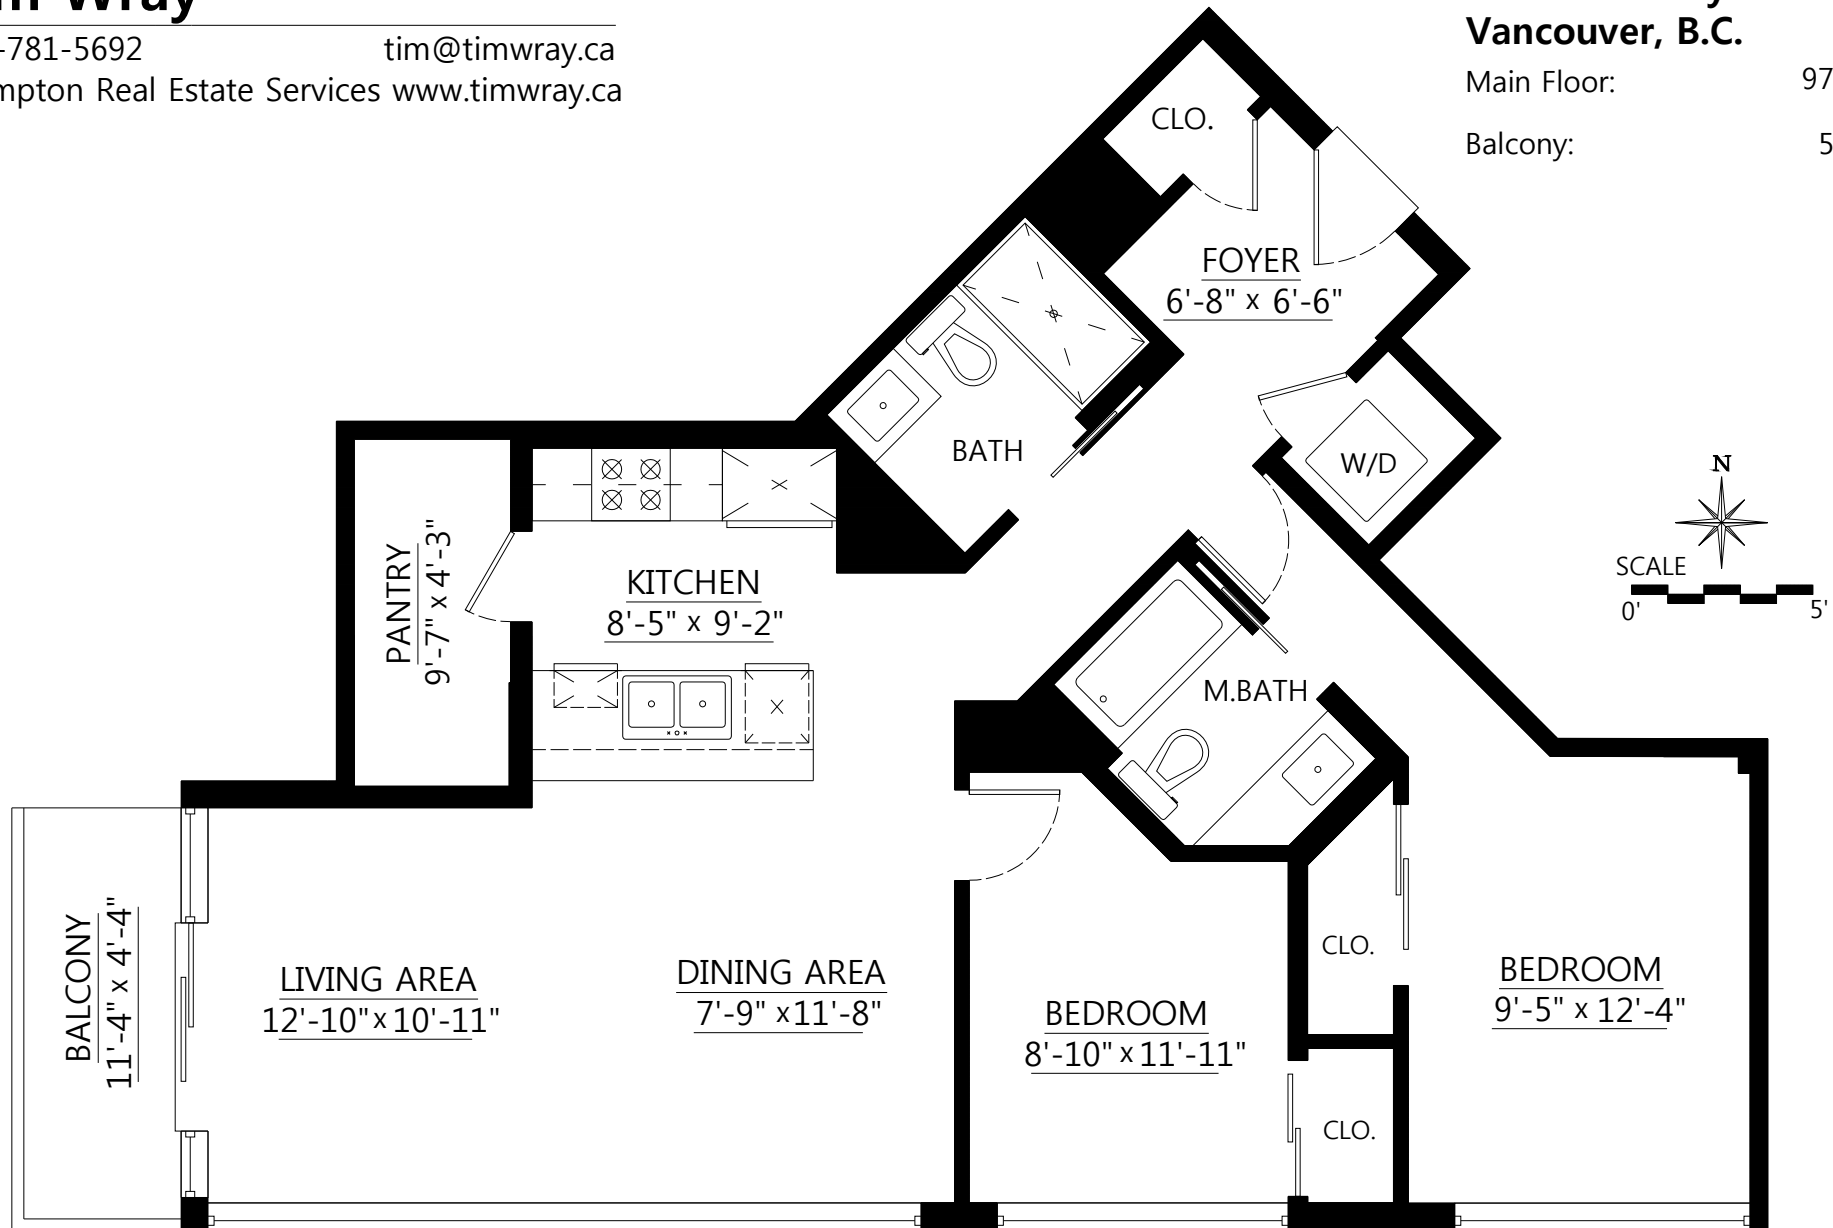 Wray
-781-5692 tim@timwray.ca
Real Estate Services www.timwray.ca
Vancouver, B.C.
Main Floor: 97
Balcony: 5
CLO.
FOYER
6'-8" x 6'-6"
BATH
W/D
N
SCALE
0' 5'
PANTRY
9'-7" x 4'-3"
KITCHEN
8'-5" x 9'-2"
M.BATH
BALCONY
11'-4" x 4'-4"
LIVING AREA
12'-10" x 10'-11"
DINING AREA
7'-9" x 11'-8"
BEDROOM
8'-10" x 11'-11"
CLO.
CLO.
BEDROOM
9'-5" x 12'-4"